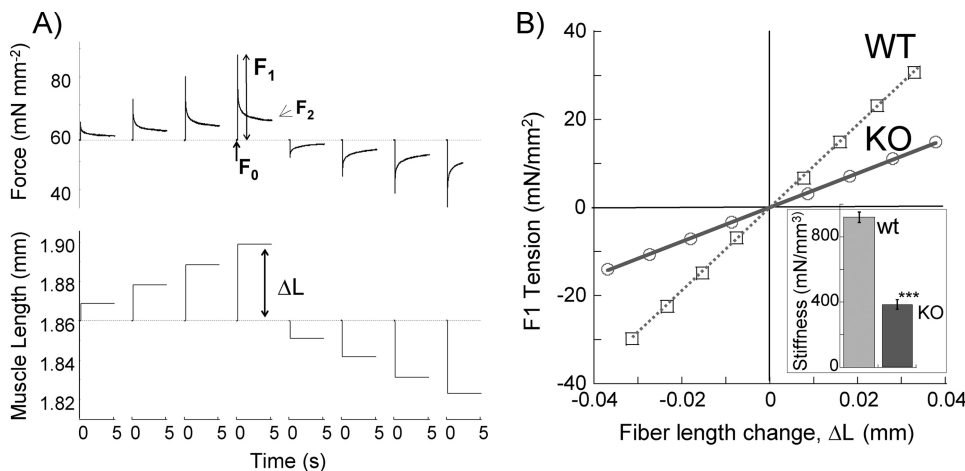 A)
Force (mN mm-2)
80
60
40
F1
F2
F0
Muscle Length (mm)
1.90
1.88
1.86
1.84
1.82
ΔL
0 5 0 5 0 5 0 5 0 5 0 5 0 5 0 5
Time (s)
B)
F1 Tension (mN/mm2)
40
20
0
-20
-40
WT
KO
Stiffness (mN/mm3)
800
400
0
wt
***
KO
-0.04 -0.02 0 0.02 0.04
Fiber length change, ΔL (mm)